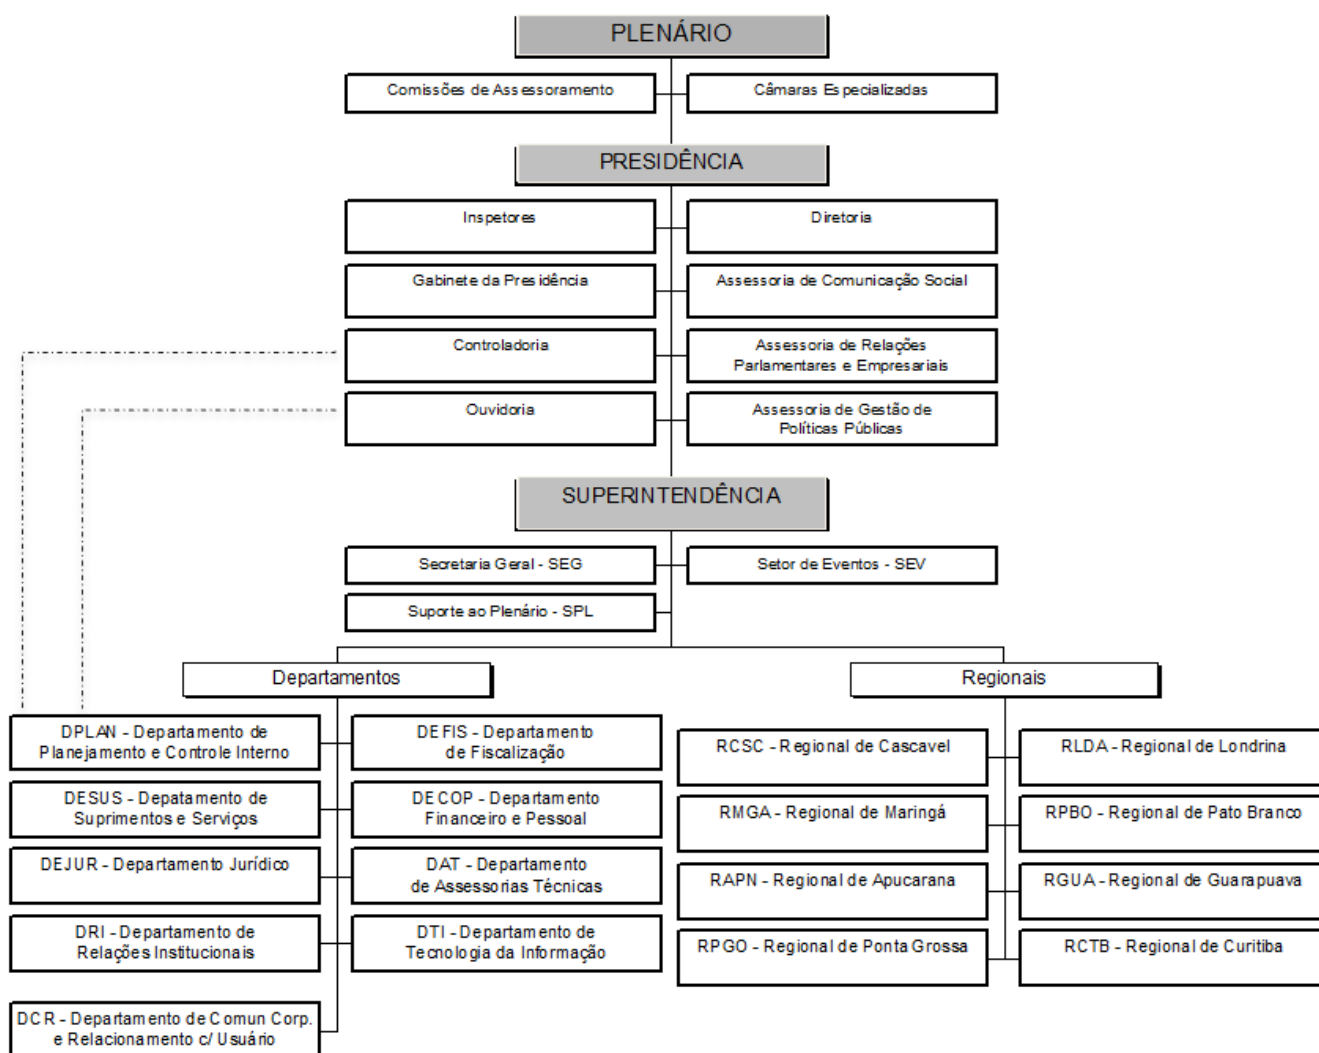 PLENÁRIO
Comissões de Assessoramento
Câmaras Especializadas
PRESIDÊNCIA
Inspetores
Diretoria
Gabinete da Presidência
Assessoria de Comunicação Social
Controladoria
Assessoria de Relações
Parlamentares e Empresariais
Ouvidoria
Assessoria de Gestão de
Políticas Públicas
SUPERINTENDÊNCIA
Secretaria Geral - SEG
Setor de Eventos - SEV
Suporte ao Plenário - SPL
Departamentos
Regionais
DPLAN - Departamento de
Planejamento e Controle Interno
DEFIS - Departamento
de Fiscalização
DESUS - Depatamento de
Suprimentos e Serviços
DECOP - Departamento
Financeiro e Pessoal
DEJUR - Departamento Jurídico
DAT - Departamento
de Assessorias Técnicas
DRI - Departamento de
Relações Institucionais
DTI - Departamento de
Tecnologia da Informação
DCR - Departamento de Comun Corp.
e Relacionamento c/ Usuário
RCSC - Regional de Cascavel
RLDA - Regional de Londrina
RMGA - Regional de Maringá
RPBO - Regional de Pato Branco
RAPN - Regional de Apucarana
RGUA - Regional de Guarapuava
RPGO - Regional de Ponta Grossa
RCTB - Regional de Curitiba